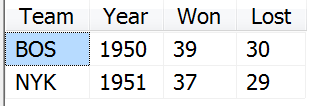 Team Year Won Lost
BOS 1950 39 30
NYK 1951 37 29